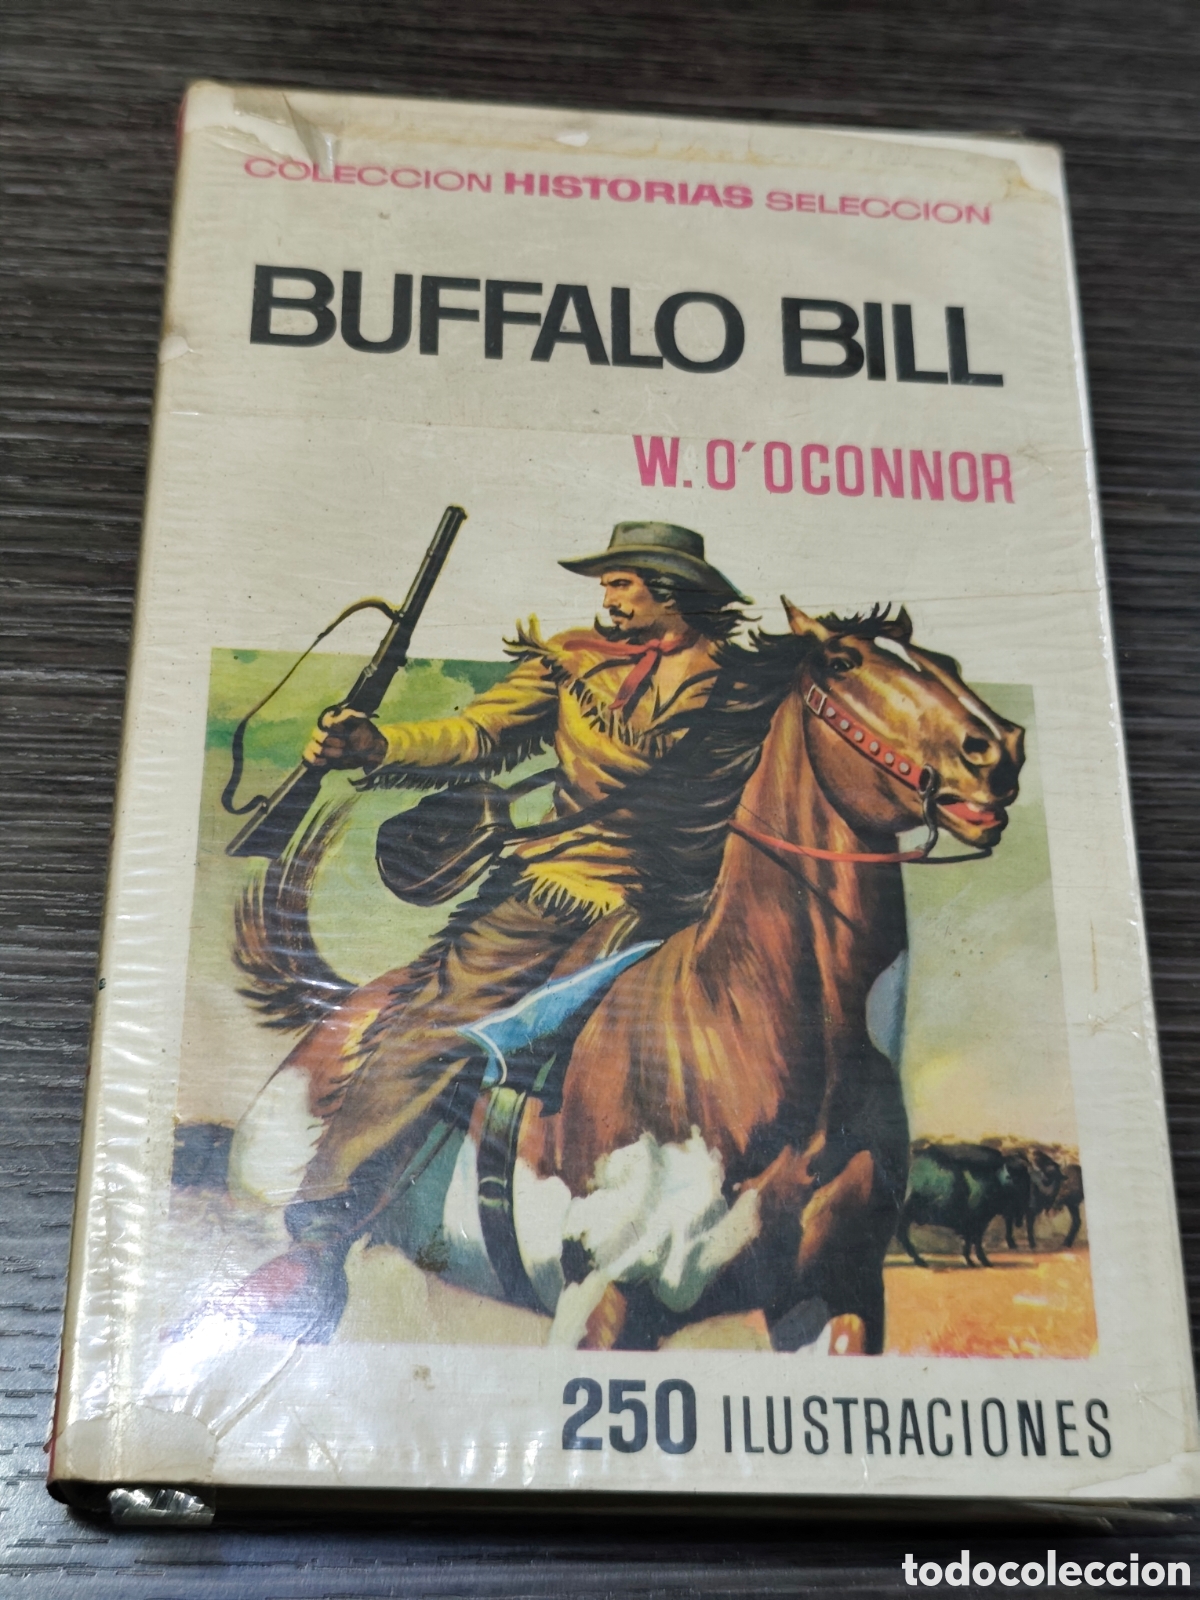 COLECCION HISTORIAS SELECCION
BUFFALO BILL
W. O´OCONNOR
250 ILUSTRACIONES
todocoleccion